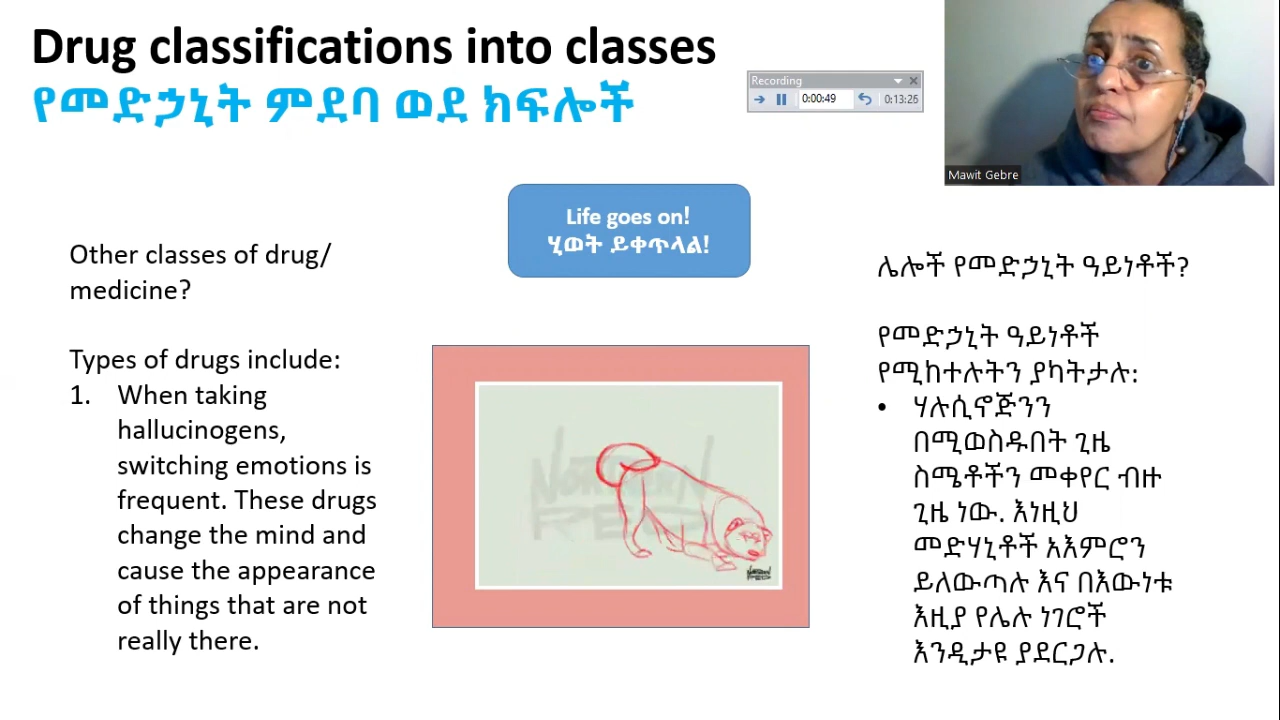 Drug classifications into classes
የመድኃኒት ምደባ ወደ ክፍሎች
Recording
0:00:49
0:13:26
Mawit Gebre
Life goes on!
ሂወት ይቀጥላል!
Other classes of drug/
medicine?
Types of drugs include:
1. When taking
hallucinogens,
switching emotions is
frequent. These drugs
change the mind and
cause the appearance
of things that are not
really there.
NORTHERN
RED
NORTHERN
RED
ሌሎች የመድኃኒት ዓይነቶች?
የመድኃኒት ዓይነቶች
የሚከተሉትን ያካትታሉ:
• ሃሉሲኖጅንን
በሚወስዱበት ጊዜ
ስሜቶችን መቀየር ብዙ
ጊዜ ነው. እነዚህ
መድሃኒቶች አእምሮን
ይለውጣሉ እና በእውነቱ
እዚያ የሌሉ ነገሮች
እንዲታዩ ያደርጋሉ.